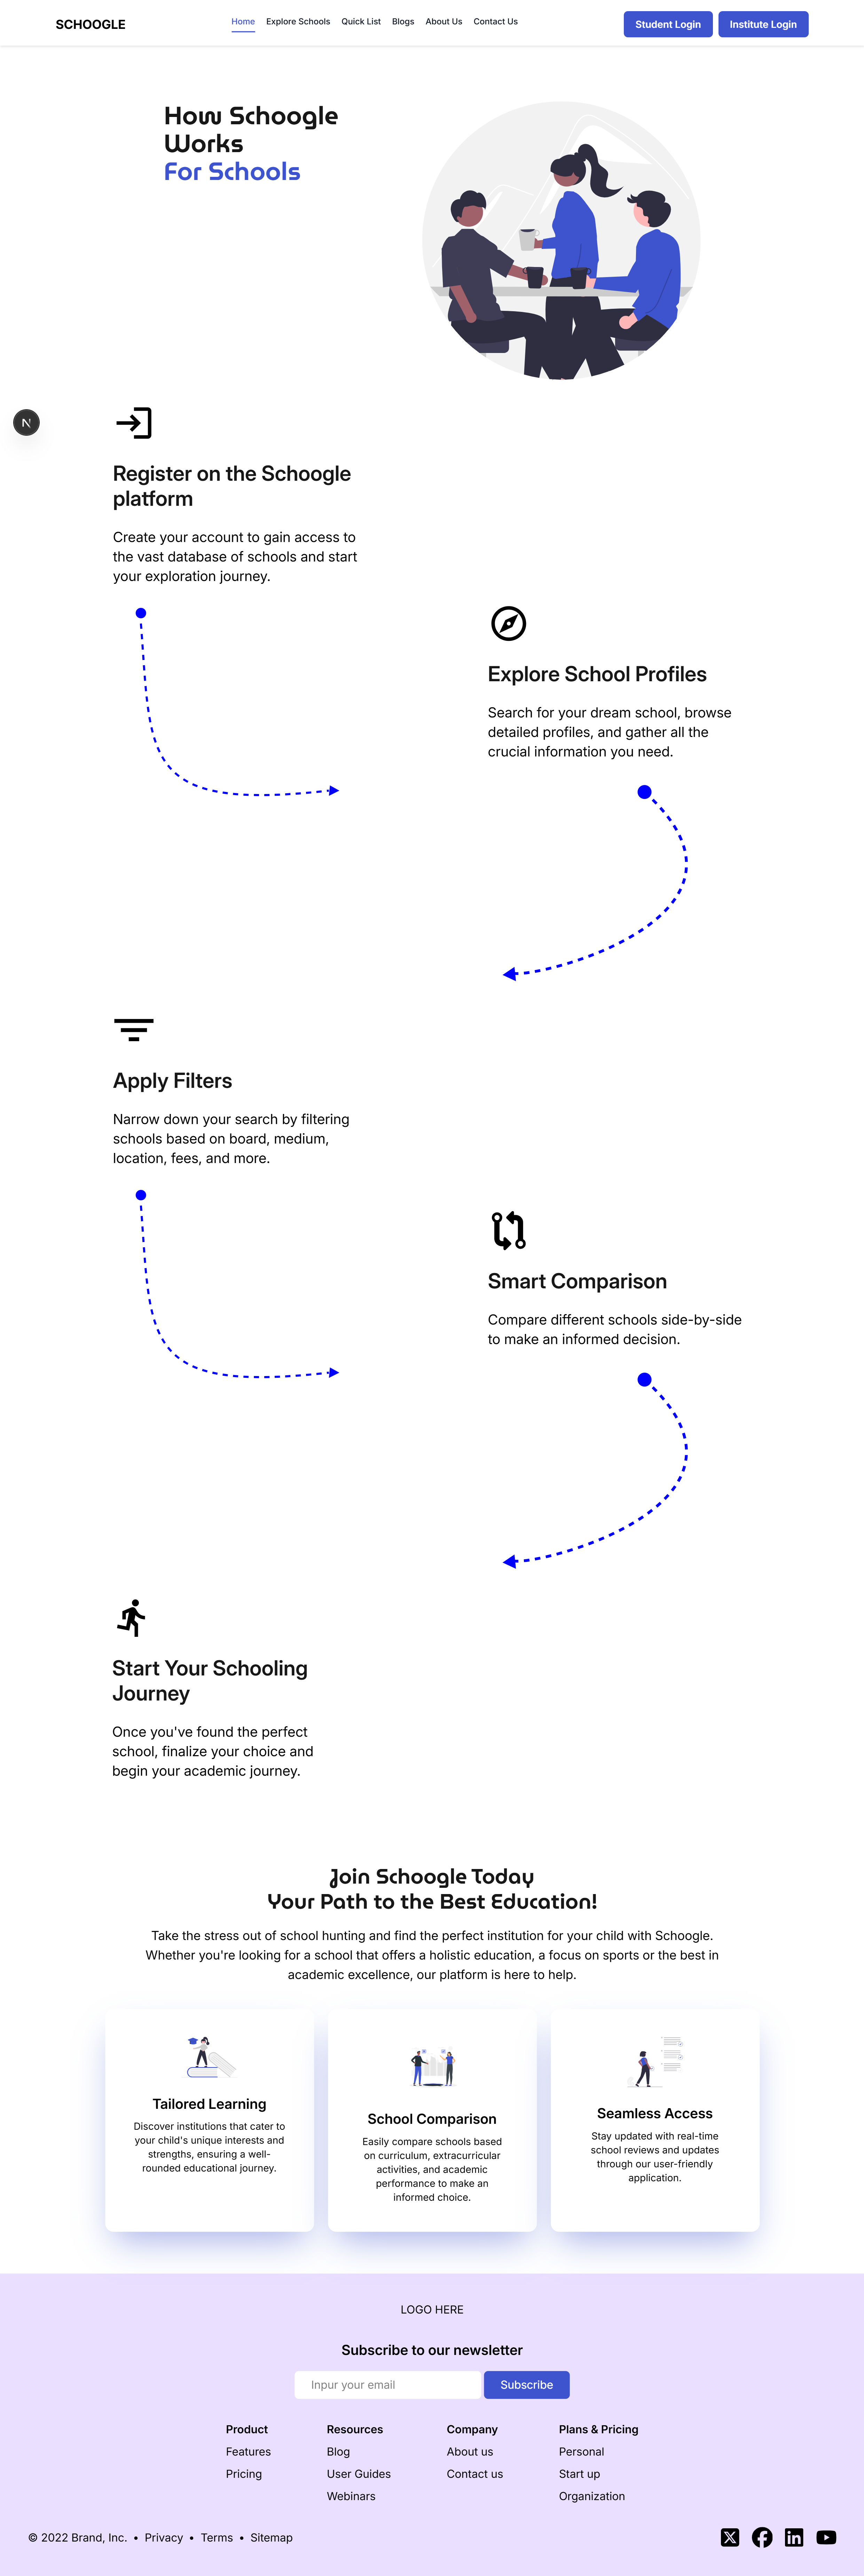 SCHOOGLE
Home Explore Schools Quick List Blogs About Us Contact Us
Student Login Institute Login
How Schoogle
Works
For Schools
N
Register on the Schoogle
platform
Create your account to gain access to
the vast database of schools and start
your exploration journey.
Explore School Profiles
Search for your dream school, browse
detailed profiles, and gather all the
crucial information you need.
Apply Filters
Narrow down your search by filtering
schools based on board, medium,
location, fees, and more.
Smart Comparison
Compare different schools side-by-side
to make an informed decision.
Start Your Schooling
Journey
Once you've found the perfect
school, finalize your choice and
begin your academic journey.
Join Schoogle Today
Your Path to the Best Education!
Take the stress out of school hunting and find the perfect institution for your child with Schoogle.
Whether you're looking for a school that offers a holistic education, a focus on sports or the best in
academic excellence, our platform is here to help.
Tailored Learning
Discover institutions that cater to
your child's unique interests and
strengths, ensuring a well-
rounded educational journey.
School Comparison
Easily compare schools based
on curriculum, extracurricular
activities, and academic
performance to make an
informed choice.
Seamless Access
Stay updated with real-time
school reviews and updates
through our user-friendly
application.
LOGO HERE
Subscribe to our newsletter
Inpur your email Subscribe
Product
Features
Pricing
Resources
Blog
User Guides
Webinars
Company
About us
Contact us
Plans & Pricing
Personal
Start up
Organization
© 2022 Brand, Inc. • Privacy • Terms • Sitemap